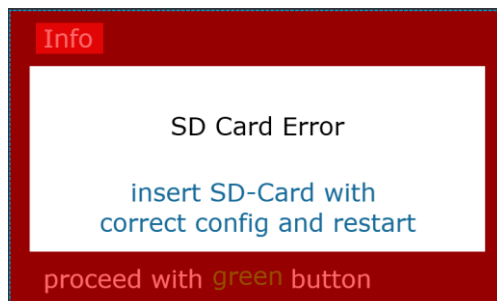 Info
SD Card Error
insert SD-Card with
correct config and restart
proceed with green button